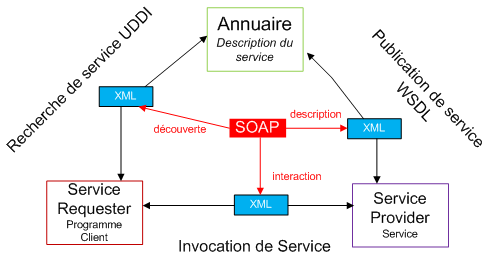 Annuaire
Description du
service
Recherche de service UDDI
Publication de service
WSDL
XML
SOAP
description
XML
découverte
interaction
Service
Requester
Programme
Client
XML
Service
Provider
Service
Invocation de Service